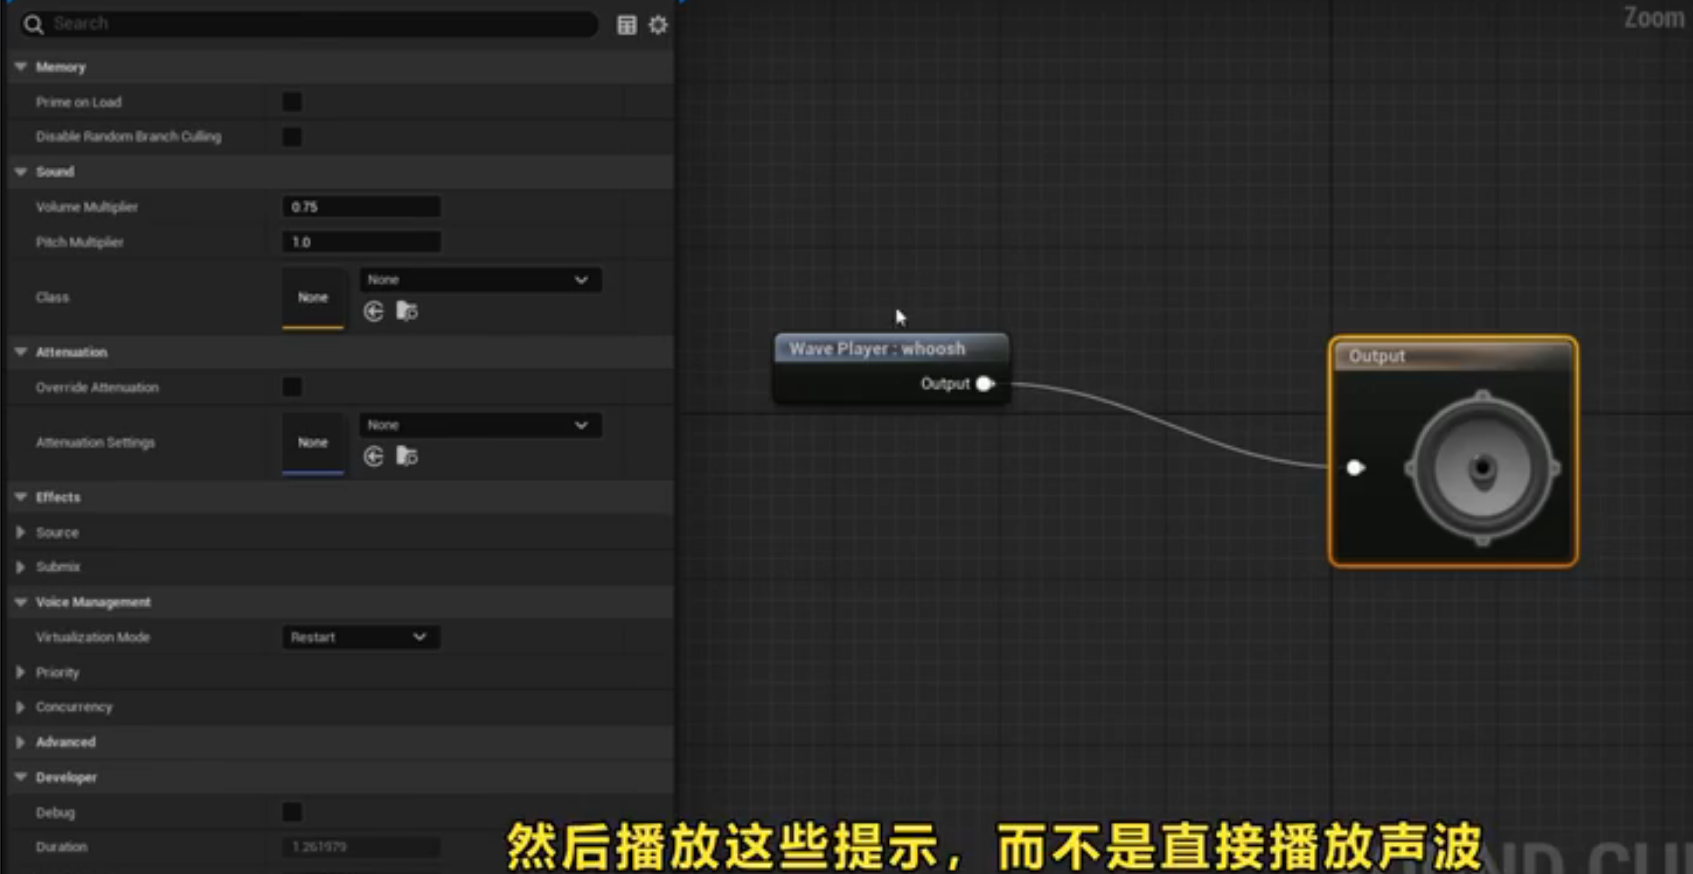 Search
Zoom
Memory
Prime on Load
Disable Random Branch Culling
Sound
Volume Multiplier 0.75
Pitch Multiplier 1.0
Class None None
Attenuation
Override Attenuation
Attenuation Settings None None
Effects
Source
Submix
Voice Management
Virtualization Mode Restart
Priority
Concurrency
Advanced
Developer
Debug
Duration 1.261979
Wave Player : whoosh
Output
Output
然后播放这些提示，而不是直接播放声波